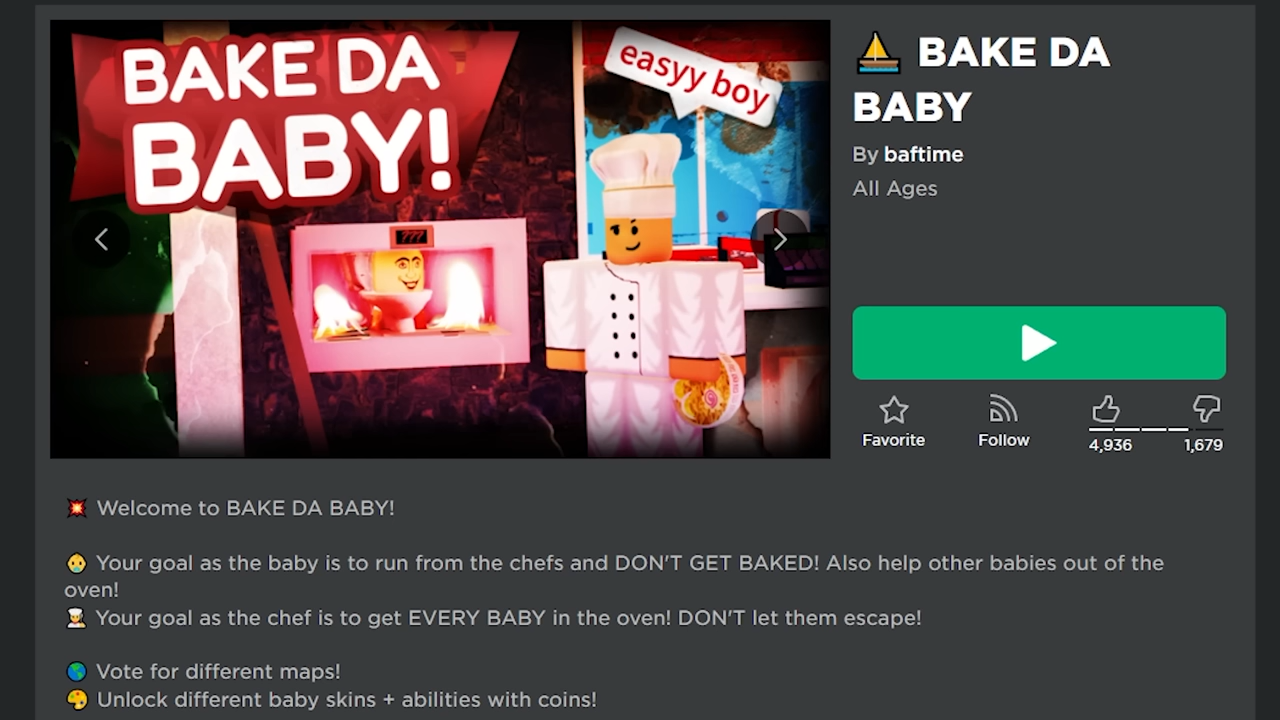 BAKE DA
BABY!
easyy boy
777
⛵ BAKE DA
BABY
By baftime
All Ages
Favorite
Follow
4,936
1,679
💥 Welcome to BAKE DA BABY!
👶 Your goal as the baby is to run from the chefs and DON'T GET BAKED! Also help other babies out of the
oven!
👨‍🍳 Your goal as the chef is to get EVERY BABY in the oven! DON'T let them escape!
🌎 Vote for different maps!
🎨 Unlock different baby skins + abilities with coins!